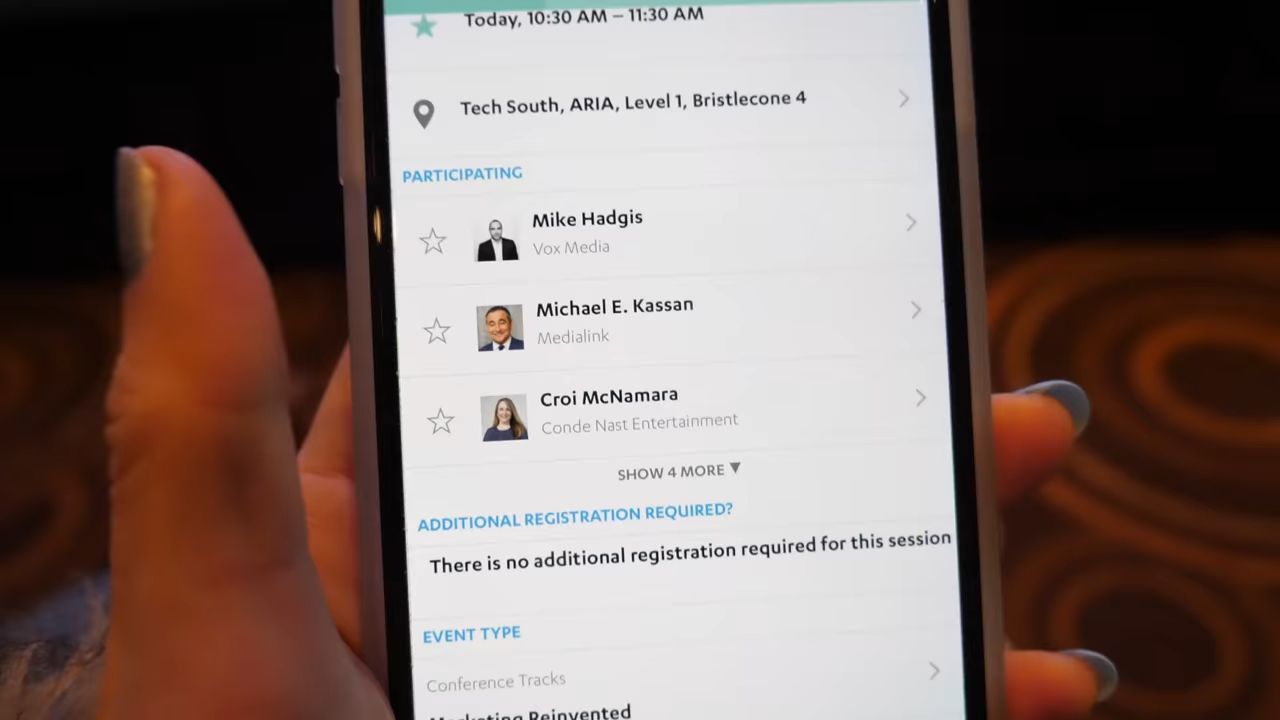 Today, 10:30 AM – 11:30 AM
Tech South, ARIA, Level 1, Bristlecone 4
PARTICIPATING
Mike Hadgis
Vox Media
Michael E. Kassan
Medialink
Croi McNamara
Conde Nast Entertainment
SHOW 4 MORE ▼
ADDITIONAL REGISTRATION REQUIRED?
There is no additional registration required for this session
EVENT TYPE
Conference Tracks
Marketing Reinvented